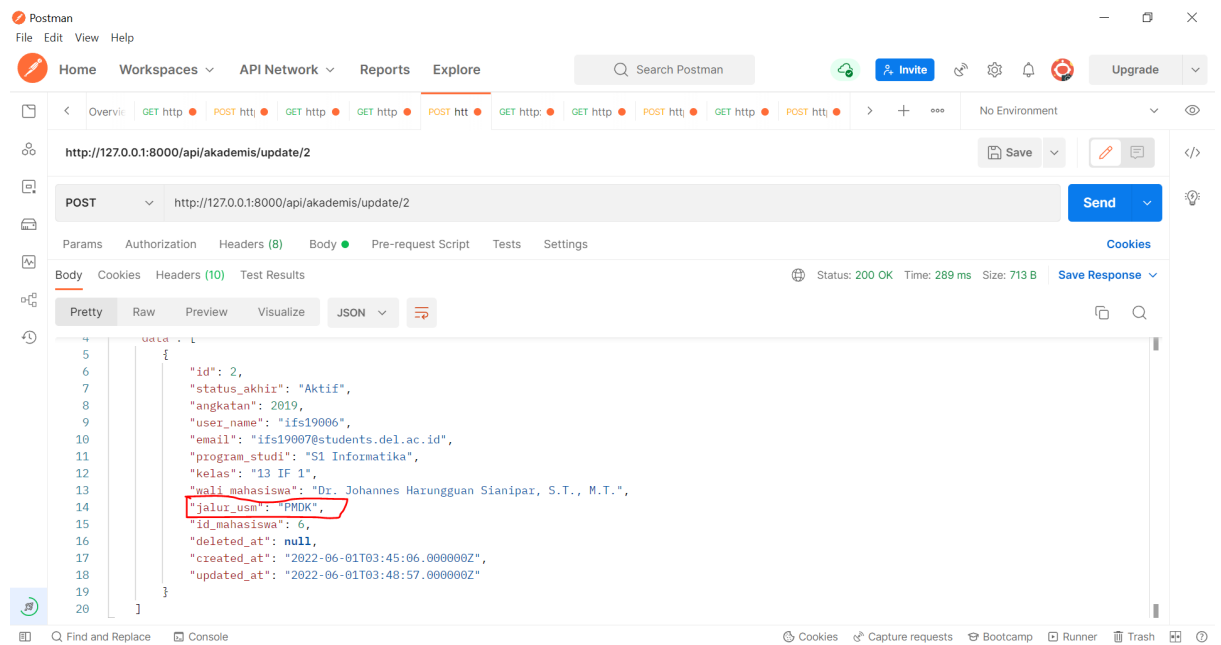 Postman
File Edit View Help
Home Workspaces API Network Reports Explore Search Postman Invite Upgrade
Overvie GET http POST http GET http GET http POST htt GET http: GET http POST http GET http POST http No Environment
http://127.0.0.1:8000/api/akademis/update/2 Save
POST http://127.0.0.1:8000/api/akademis/update/2 Send
Params Authorization Headers (8) Body Pre-request Script Tests Settings Cookies
Body Cookies Headers (10) Test Results Status: 200 OK Time: 289 ms Size: 713 B Save Response
Pretty Raw Preview Visualize JSON
4 "data": [
5 {
6 "id": 2,
7 "status_akhir": "Aktif",
8 "angkatan": 2019,
9 "user_name": "ifs19006",
10 "email": "ifs19007@students.del.ac.id",
11 "program_studi": "S1 Informatika",
12 "kelas": "13 IF 1",
13 "wali_mahasiswa": "Dr. Johannes Harungguan Sianipar, S.T., M.T.",
14 "jalur_usm": "PMDK",
15 "id_mahasiswa": 6,
16 "deleted_at": null,
17 "created_at": "2022-06-01T03:45:06.000000Z",
18 "updated_at": "2022-06-01T03:48:57.000000Z"
19 }
20 ]
Find and Replace Console Cookies Capture requests Bootcamp Runner Trash